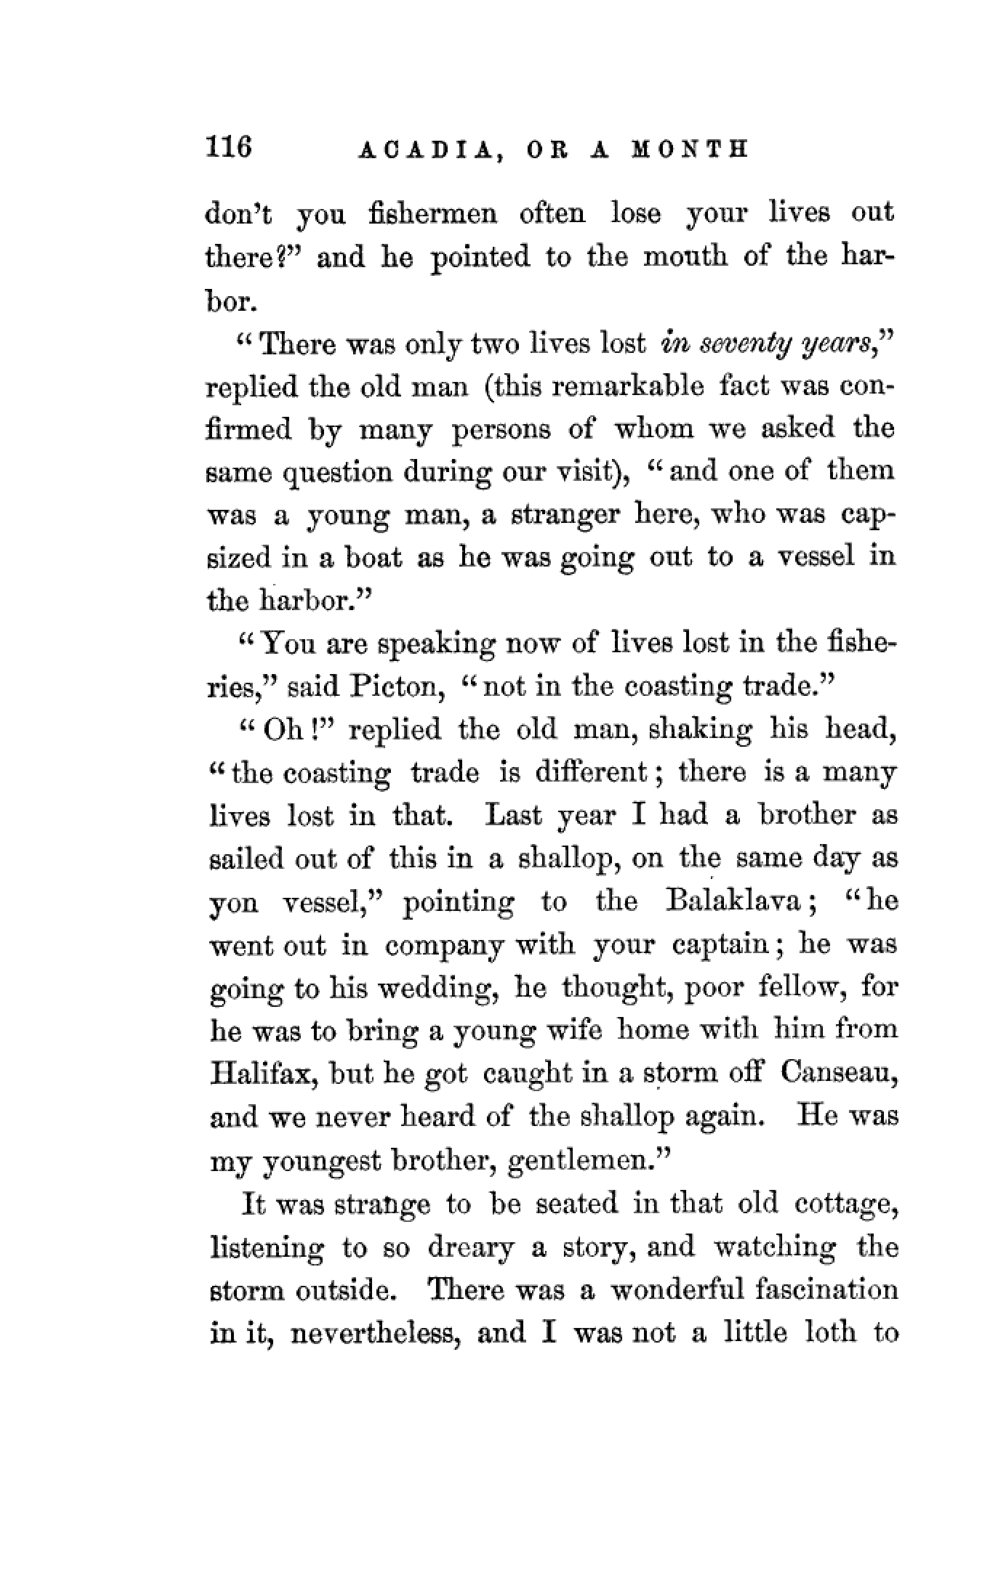 116 ACADIA, OR A MONTH
don't you fishermen often lose your lives out
there?” and he pointed to the mouth of the har-
bor.
“There was only two lives lost in seventy years,”
replied the old man (this remarkable fact was con-
firmed by many persons of whom we asked the
same question during our visit), “and one of them
was a young man, a stranger here, who was cap-
sized in a boat as he was going out to a vessel in
the harbor.”
“You are speaking now of lives lost in the fishe-
ries,” said Picton, “not in the coasting trade.”
“Oh!” replied the old man, shaking his head,
“the coasting trade is different; there is a many
lives lost in that. Last year I had a brother as
sailed out of this in a shallop, on the same day as
yon vessel,” pointing to the Balaklava; “he
went out in company with your captain; he was
going to his wedding, he thought, poor fellow, for
he was to bring a young wife home with him from
Halifax, but he got caught in a storm off Canseau,
and we never heard of the shallop again. He was
my youngest brother, gentlemen.”
It was strange to be seated in that old cottage,
listening to so dreary a story, and watching the
storm outside. There was a wonderful fascination
in it, nevertheless, and I was not a little loth to